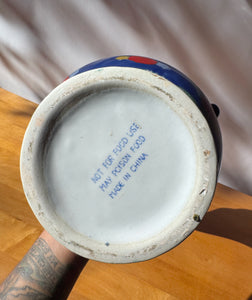 NOT FOR FOOD USE
MAY POISON FOOD
MADE IN CHINA